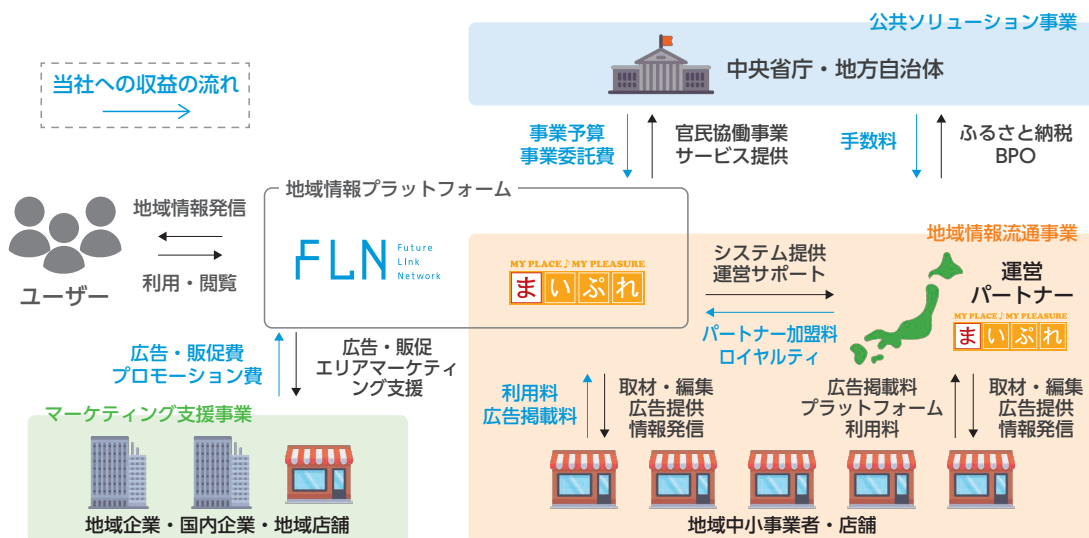 公共ソリューション事業
中央省庁・地方自治体
当社への収益の流れ
事業予算
事業委託費
官民協働事業
サービス提供
手数料
ふるさと納税
BPO
地域情報プラットフォーム
地域情報発信
利用・閲覧
ユーザー
FLN
Future
LInk
Network
MY PLACE♪MY PLEASURE
まいぷれ
地域情報流通事業
システム提供
運営サポート
パートナー加盟料
ロイヤルティ
運営
パートナー
MY PLACE♪MY PLEASURE
まいぷれ
広告・販促費
プロモーション費
広告・販促
エリアマーケティ
ング支援
利用料
広告掲載料
取材・編集
広告提供
情報発信
広告掲載料
プラットフォーム
利用料
取材・編集
広告提供
情報発信
マーケティング支援事業
地域企業・国内企業・地域店舗
地域中小事業者・店舗